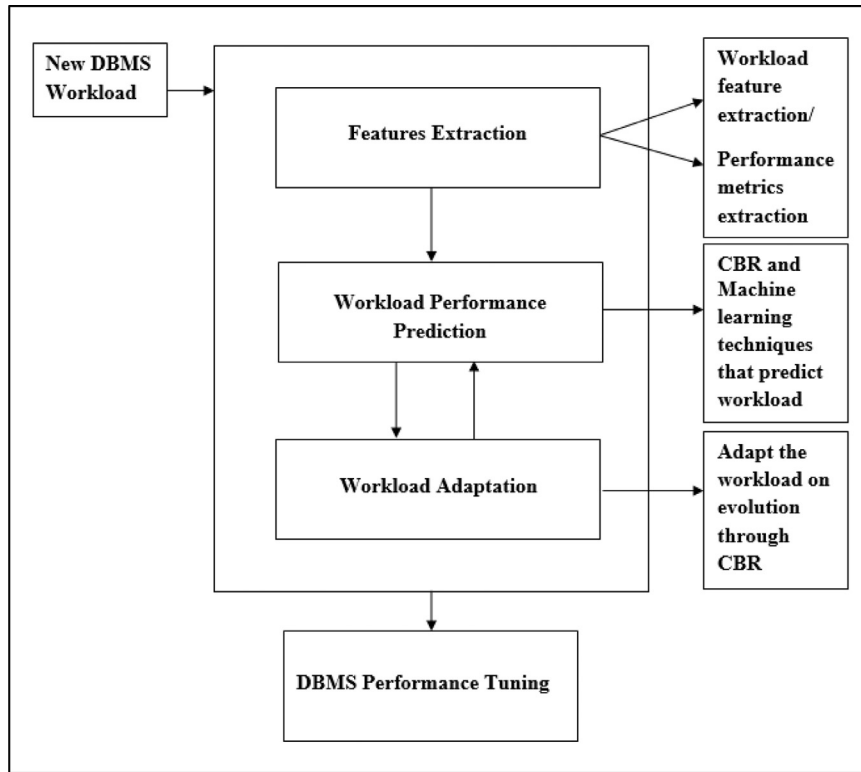 New DBMS
Workload
Features Extraction
Workload
feature
extraction/
Performance
metrics
extraction
Workload Performance
Prediction
CBR and
Machine
learning
techniques
that predict
workload
Workload Adaptation
Adapt the
workload on
evolution
through
CBR
DBMS Performance Tuning